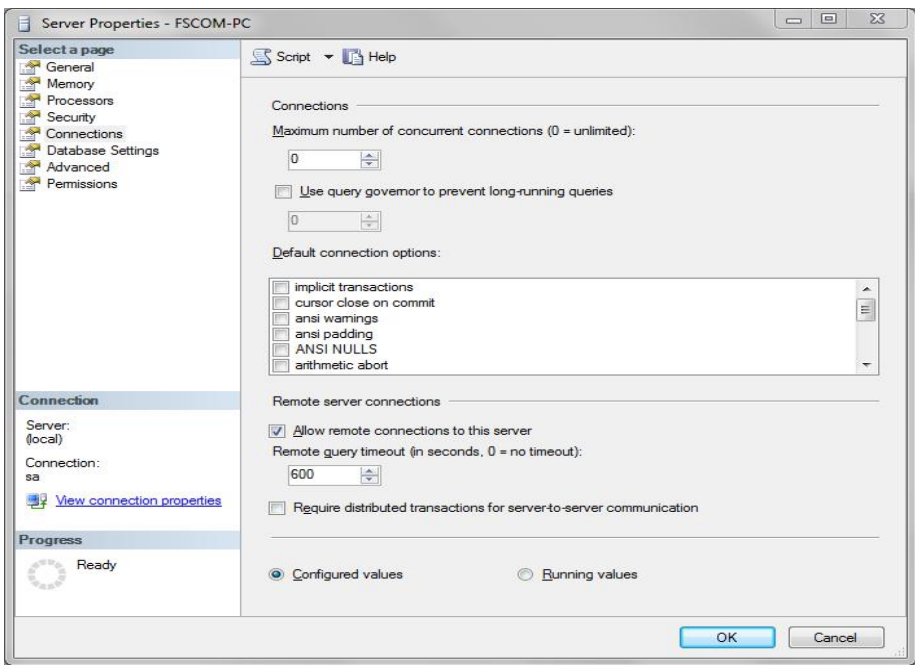 Server Properties - FSCOM-PC
Select a page
General
Memory
Processors
Security
Connections
Database Settings
Advanced
Permissions
Connection
Server:
(local)
Connection:
sa
View connection properties
Progress
Ready
Script Help
Connections
Maximum number of concurrent connections (0 = unlimited):
0
Use query governor to prevent long-running queries
0
Default connection options:
implicit transactions
cursor close on commit
ansi warnings
ansi padding
ANSI NULLS
arithmetic abort
Remote server connections
Allow remote connections to this server
Remote query timeout (in seconds, 0 = no timeout):
600
Require distributed transactions for server-to-server communication
Configured values Running values
OK Cancel